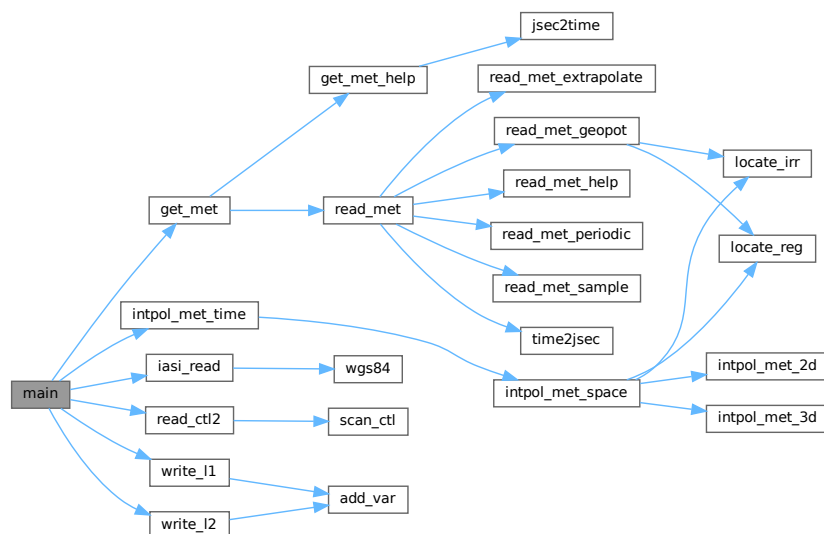 jsec2time
get_met_help
read_met_extrapolate
read_met_geopot
locate_irr
read_met_help
get_met
read_met
read_met_periodic
locate_reg
read_met_sample
intpol_met_time
time2jsec
iasi_read
wgs84
intpol_met_2d
main
intpol_met_space
read_ctl2
scan_ctl
intpol_met_3d
write_l1
add_var
write_l2